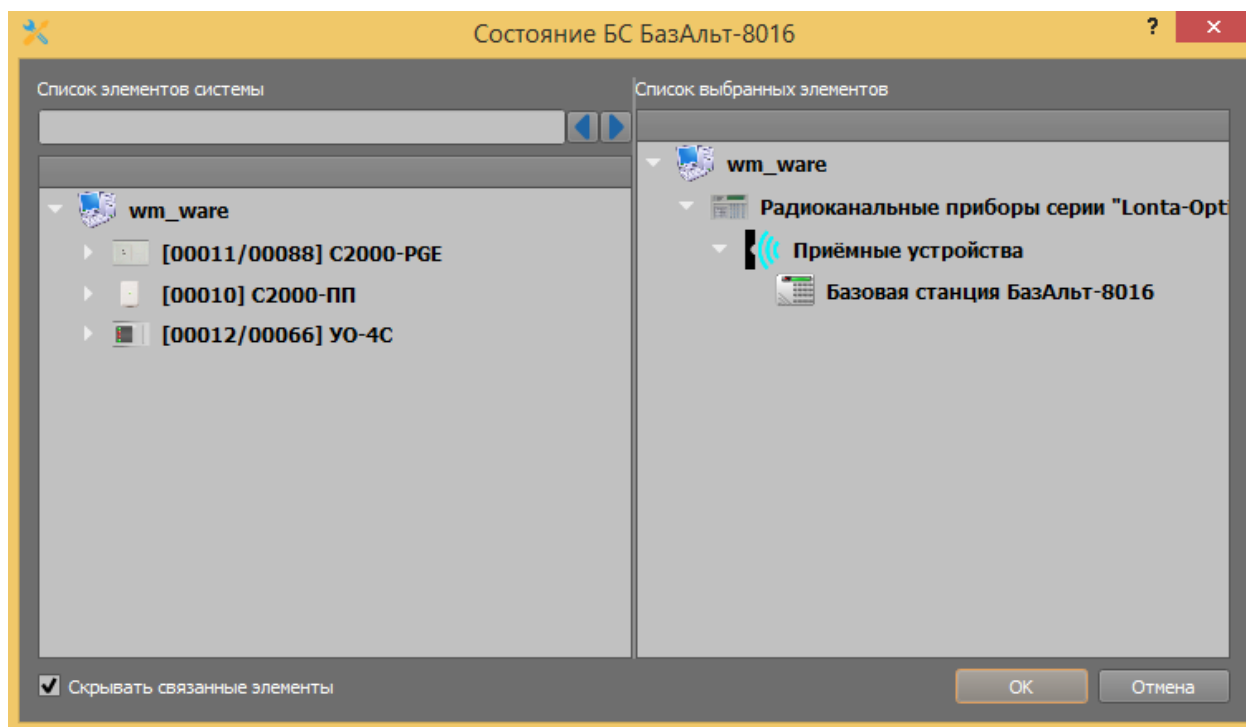 Состояние БС БазАльт-8016
?
Список элементов системы
wm_ware
[00011/00088] С2000-PGE
[00010] С2000-ПП
[00012/00066] УО-4С
Список выбранных элементов
wm_ware
Радиоканальные приборы серии "Lonta-Opti
Приёмные устройства
Базовая станция БазАльт-8016
Скрывать связанные элементы
OK
Отмена